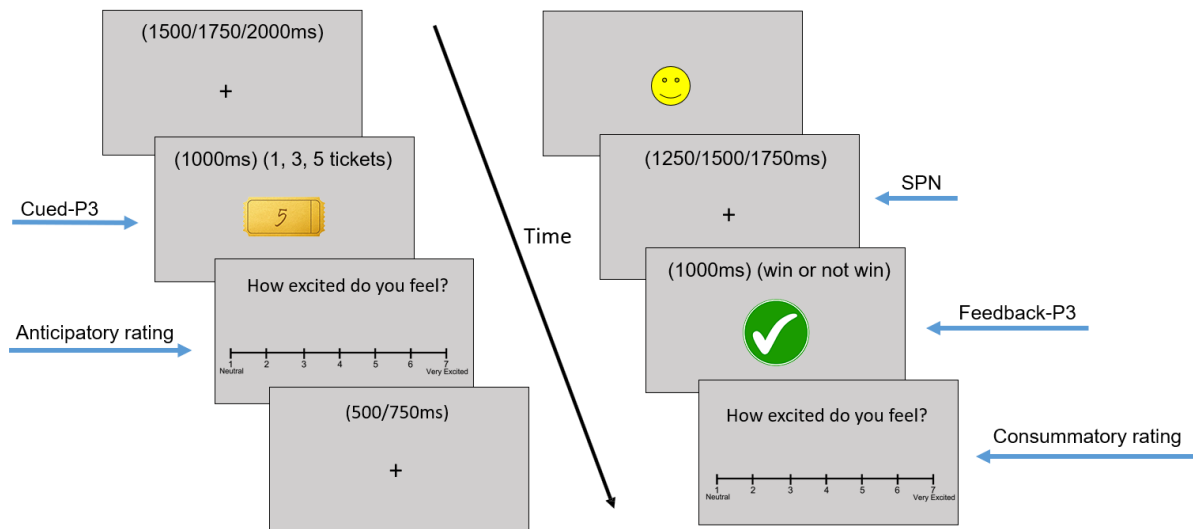 (1500/1750/2000ms)
+
(1000ms) (1, 3, 5 tickets)
5
Cued-P3
How excited do you feel?
1 2 3 4 5 6 7
Neutral Very Excited
Anticipatory rating
(500/750ms)
+
Time
(1250/1500/1750ms)
+
SPN
(1000ms) (win or not win)
Feedback-P3
How excited do you feel?
1 2 3 4 5 6 7
Neutral Very Excited
Consummatory rating